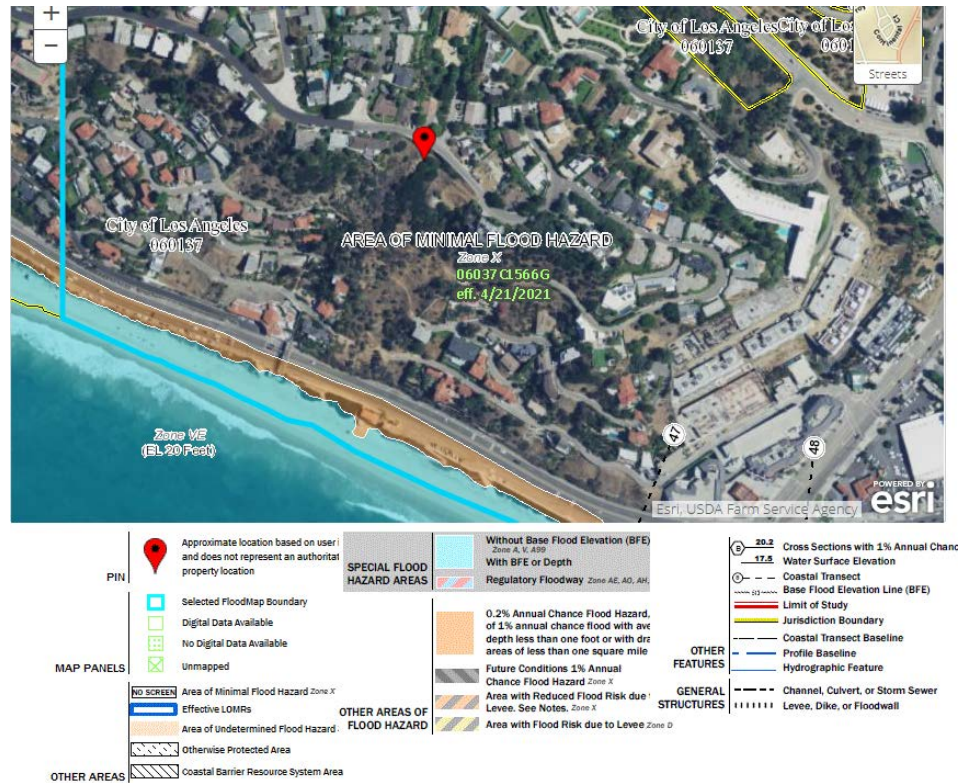 +
−
City of Los Angeles
060137
City of Los
060
Streets
City of Los Angeles
060137
AREA OF MINIMAL FLOOD HAZARD
Zone X
06037C1566G
eff. 4/21/2021
Zone VE
(EL 20 Feet)
47
48
POWERED BY
esri
Esri, USDA Farm Service Agency
PIN
Approximate location based on user
and does not represent an authoritat
property location
MAP PANELS
Selected FloodMap Boundary
Digital Data Available
No Digital Data Available
Unmapped
OTHER AREAS
NO SCREEN Area of Minimal Flood Hazard Zone X
Effective LOMRs
Area of Undetermined Flood Hazard
Otherwise Protected Area
Coastal Barrier Resource System Area
SPECIAL FLOOD
HAZARD AREAS
Without Base Flood Elevation (BFE)
Zone A, V, A99
With BFE or Depth
Regulatory Floodway Zone AE, AO, AH,
OTHER AREAS OF
FLOOD HAZARD
0.2% Annual Chance Flood Hazard,
of 1% annual chance flood with ave
depth less than one foot or with dra
areas of less than one square mile
Future Conditions 1% Annual
Chance Flood Hazard Zone X
Area with Reduced Flood Risk due
Levee. See Notes. Zone X
Area with Flood Risk due to Levee Zone D
OTHER
FEATURES
B 20.2 Cross Sections with 1% Annual Chanc
17.5 Water Surface Elevation
8 Coastal Transect
513 Base Flood Elevation Line (BFE)
Limit of Study
Jurisdiction Boundary
Coastal Transect Baseline
Profile Baseline
Hydrographic Feature
GENERAL
STRUCTURES
Channel, Culvert, or Storm Sewer
Levee, Dike, or Floodwall